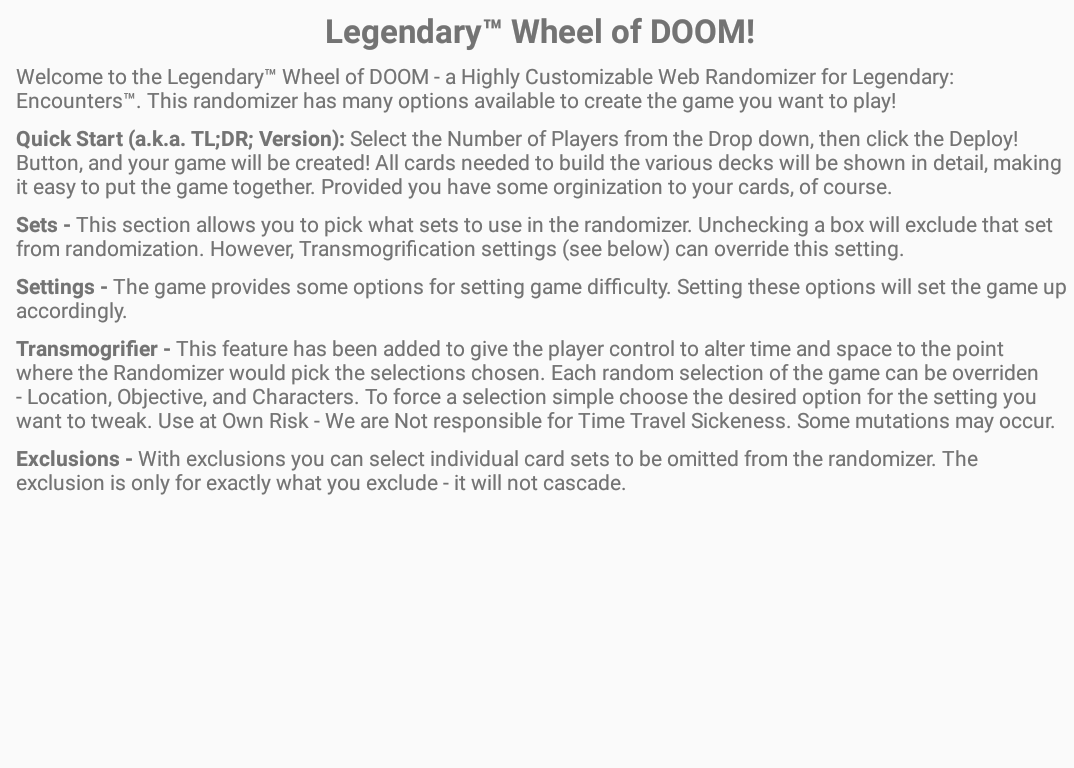 Legendary™ Wheel of DOOM!
Welcome to the Legendary™ Wheel of DOOM - a Highly Customizable Web Randomizer for Legendary:
Encounters™. This randomizer has many options available to create the game you want to play!
Quick Start (a.k.a. TL;DR; Version): Select the Number of Players from the Drop down, then click the Deploy!
Button, and your game will be created! All cards needed to build the various decks will be shown in detail, making
it easy to put the game together. Provided you have some orginization to your cards, of course.
Sets - This section allows you to pick what sets to use in the randomizer. Unchecking a box will exclude that set
from randomization. However, Transmogrification settings (see below) can override this setting.
Settings - The game provides some options for setting game difficulty. Setting these options will set the game up
accordingly.
Transmogrifier - This feature has been added to give the player control to alter time and space to the point
where the Randomizer would pick the selections chosen. Each random selection of the game can be overriden
- Location, Objective, and Characters. To force a selection simple choose the desired option for the setting you
want to tweak. Use at Own Risk - We are Not responsible for Time Travel Sickeness. Some mutations may occur.
Exclusions - With exclusions you can select individual card sets to be omitted from the randomizer. The
exclusion is only for exactly what you exclude - it will not cascade.